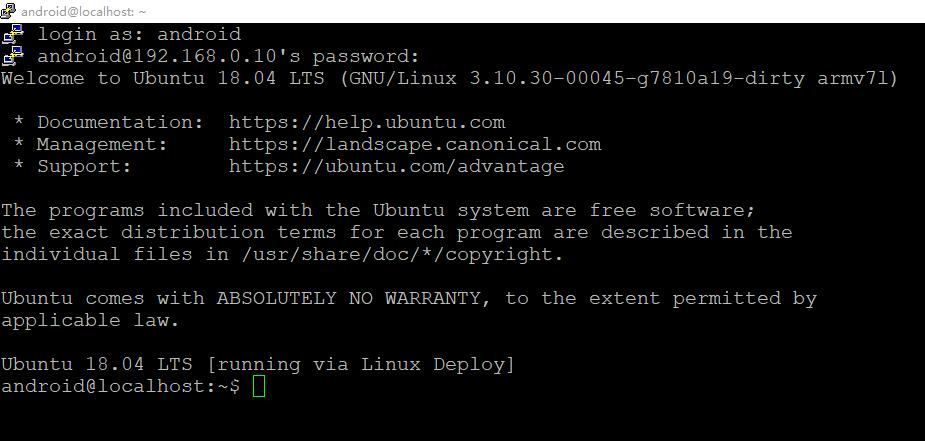 android@localhost: ~
login as: android
android@192.168.0.10's password:
Welcome to Ubuntu 18.04 LTS (GNU/Linux 3.10.30-00045-g7810a19-dirty armv7l)
* Documentation:  https://help.ubuntu.com
* Management:     https://landscape.canonical.com
* Support:        https://ubuntu.com/advantage
The programs included with the Ubuntu system are free software;
the exact distribution terms for each program are described in the
individual files in /usr/share/doc/*/copyright.
Ubuntu comes with ABSOLUTELY NO WARRANTY, to the extent permitted by
applicable law.
Ubuntu 18.04 LTS [running via Linux Deploy]
android@localhost:~$